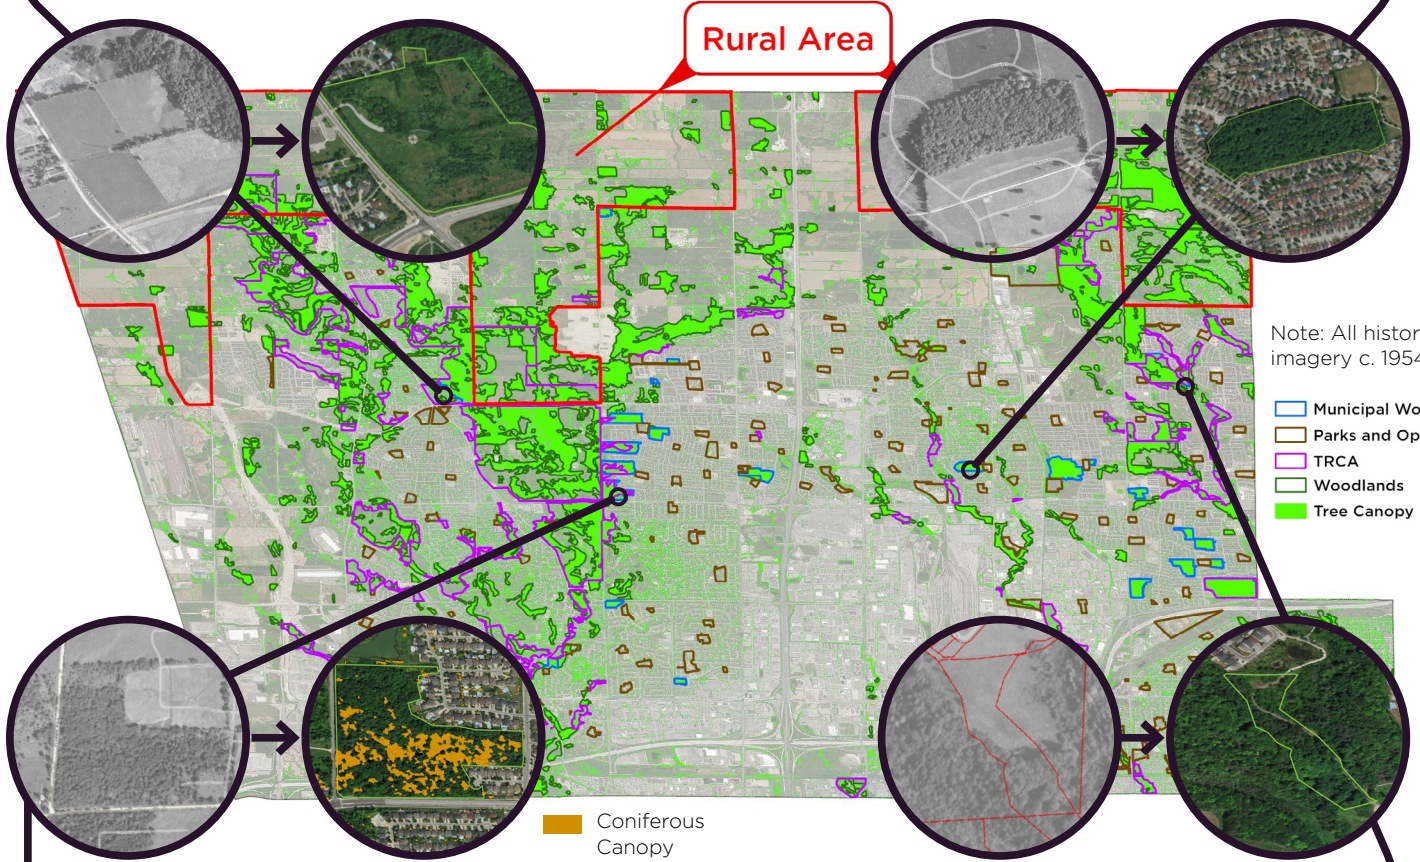 Rural Area
Note: All histor
imagery c. 1954
Municipal Wo
Parks and Op
TRCA
Woodlands
Tree Canopy
Coniferous
Canopy